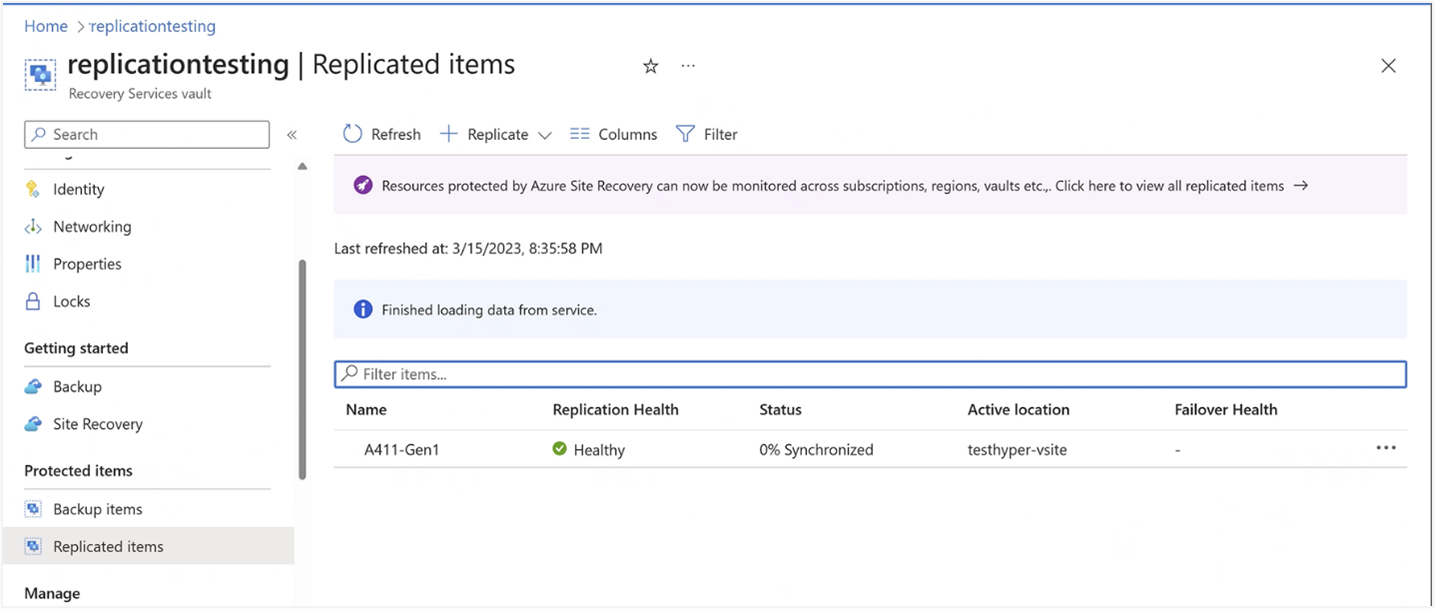 Home > replicationtesting
replicationtesting | Replicated items
Recovery Services vault
Search
Refresh Replicate Columns Filter
Identity
Networking
Properties
Locks
Getting started
Backup
Site Recovery
Protected items
Backup items
Replicated items
Manage
Resources protected by Azure Site Recovery can now be monitored across subscriptions, regions, vaults etc.,. Click here to view all replicated items →
Last refreshed at: 3/15/2023, 8:35:58 PM
Finished loading data from service.
Filter items...
Name Replication Health Status Active location Failover Health
A411-Gen1 Healthy 0% Synchronized testhyper-vsite -